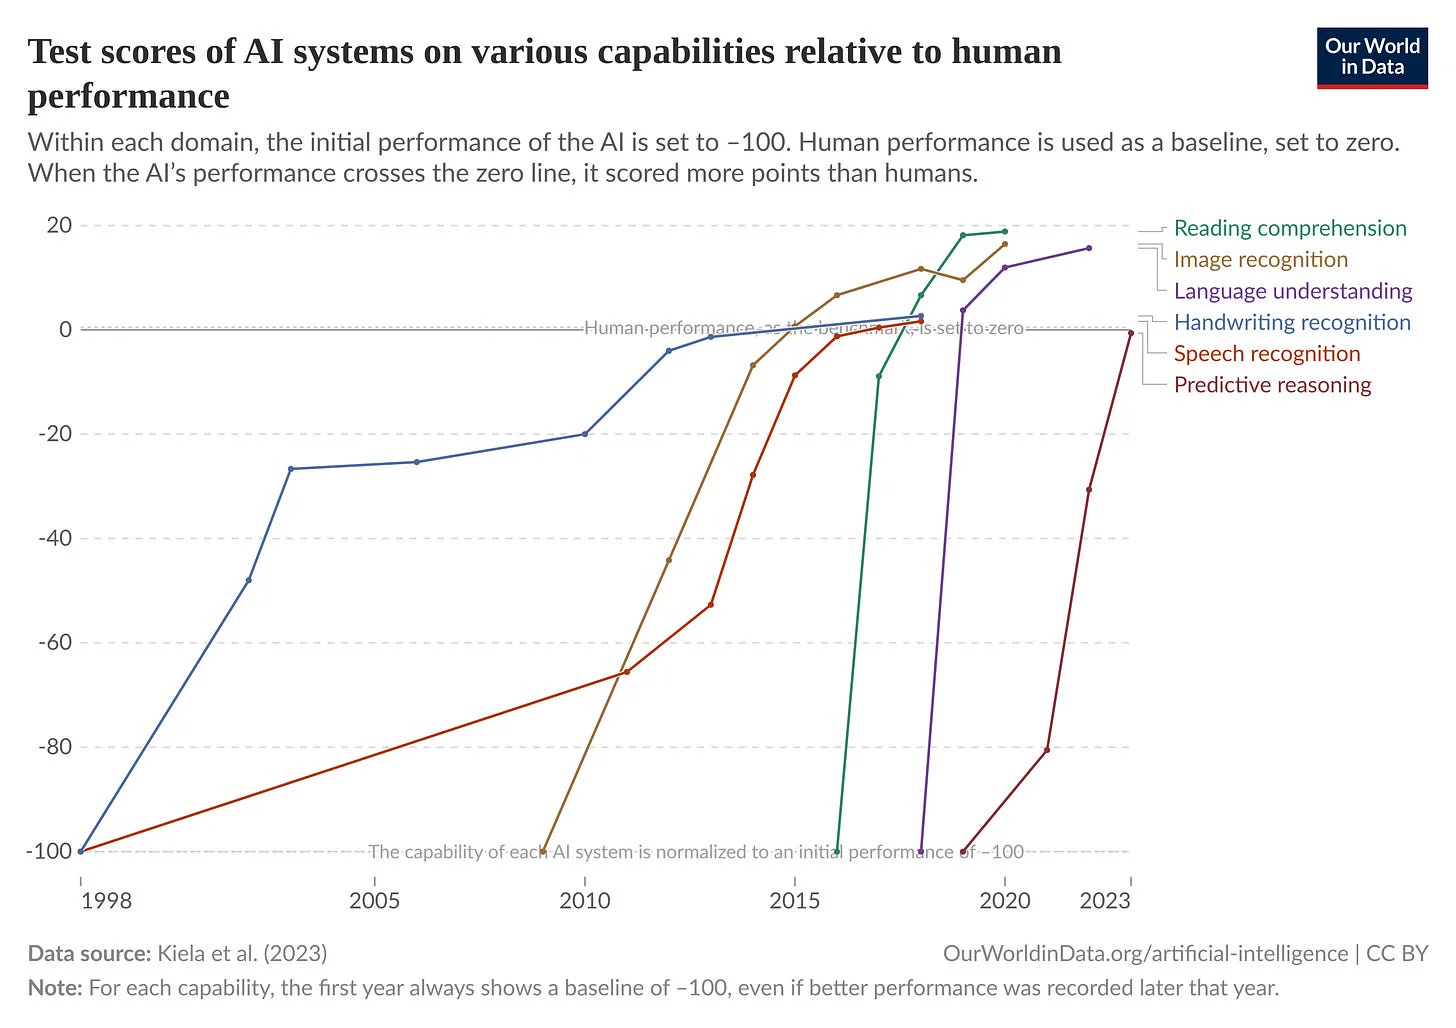 Test scores of AI systems on various capabilities relative to human
performance
Our World
in Data
Within each domain, the initial performance of the AI is set to −100. Human performance is used as a baseline, set to zero.
When the AI’s performance crosses the zero line, it scored more points than humans.
20
0
-20
-40
-60
-80
-100
Human performance, as the benchmark, is set to zero
The capability of each AI system is normalized to an initial performance of −100
Reading comprehension
Image recognition
Language understanding
Handwriting recognition
Speech recognition
Predictive reasoning
1998
2005
2010
2015
2020
2023
Data source: Kiela et al. (2023)
OurWorldinData.org/artificial-intelligence | CC BY
Note: For each capability, the first year always shows a baseline of −100, even if better performance was recorded later that year.